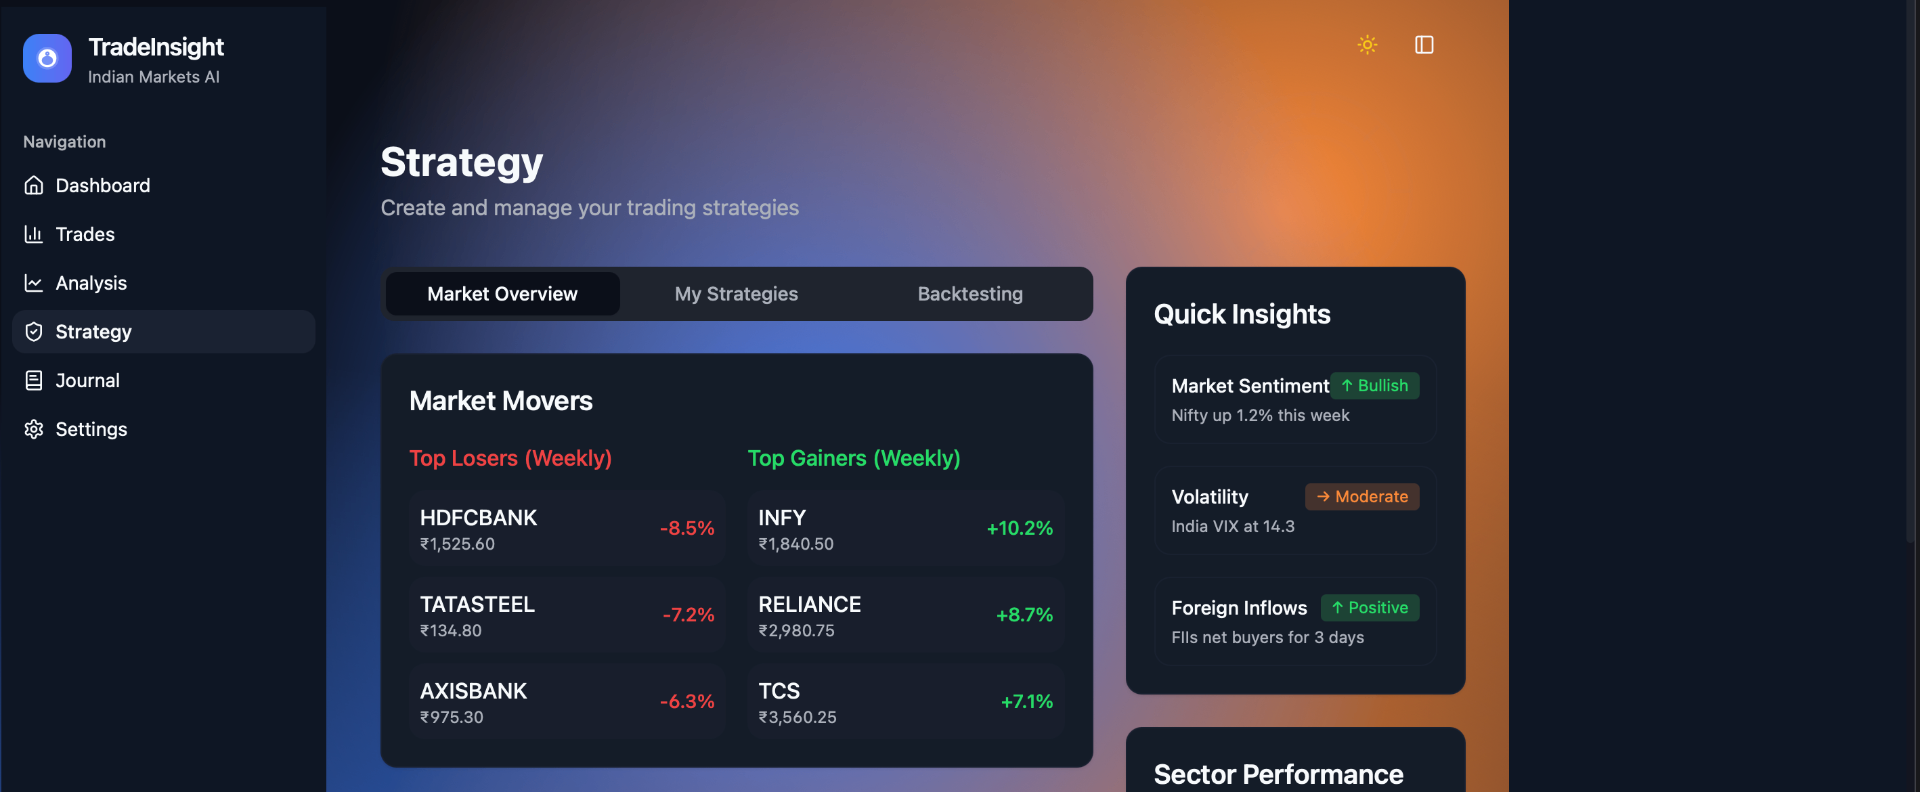 TradeInsight
Indian Markets AI
Navigation
Dashboard
Trades
Analysis
Strategy
Journal
Settings
Strategy
Create and manage your trading strategies
Market Overview
My Strategies
Backtesting
Market Movers
Top Losers (Weekly)
HDFCBANK
₹1,525.60
-8.5%
TATASTEEL
₹134.80
-7.2%
AXISBANK
₹975.30
-6.3%
Top Gainers (Weekly)
INFY
₹1,840.50
+10.2%
RELIANCE
₹2,980.75
+8.7%
TCS
₹3,560.25
+7.1%
Quick Insights
Market Sentiment
↑ Bullish
Nifty up 1.2% this week
Volatility
→ Moderate
India VIX at 14.3
Foreign Inflows
↑ Positive
FIIs net buyers for 3 days
Sector Performance